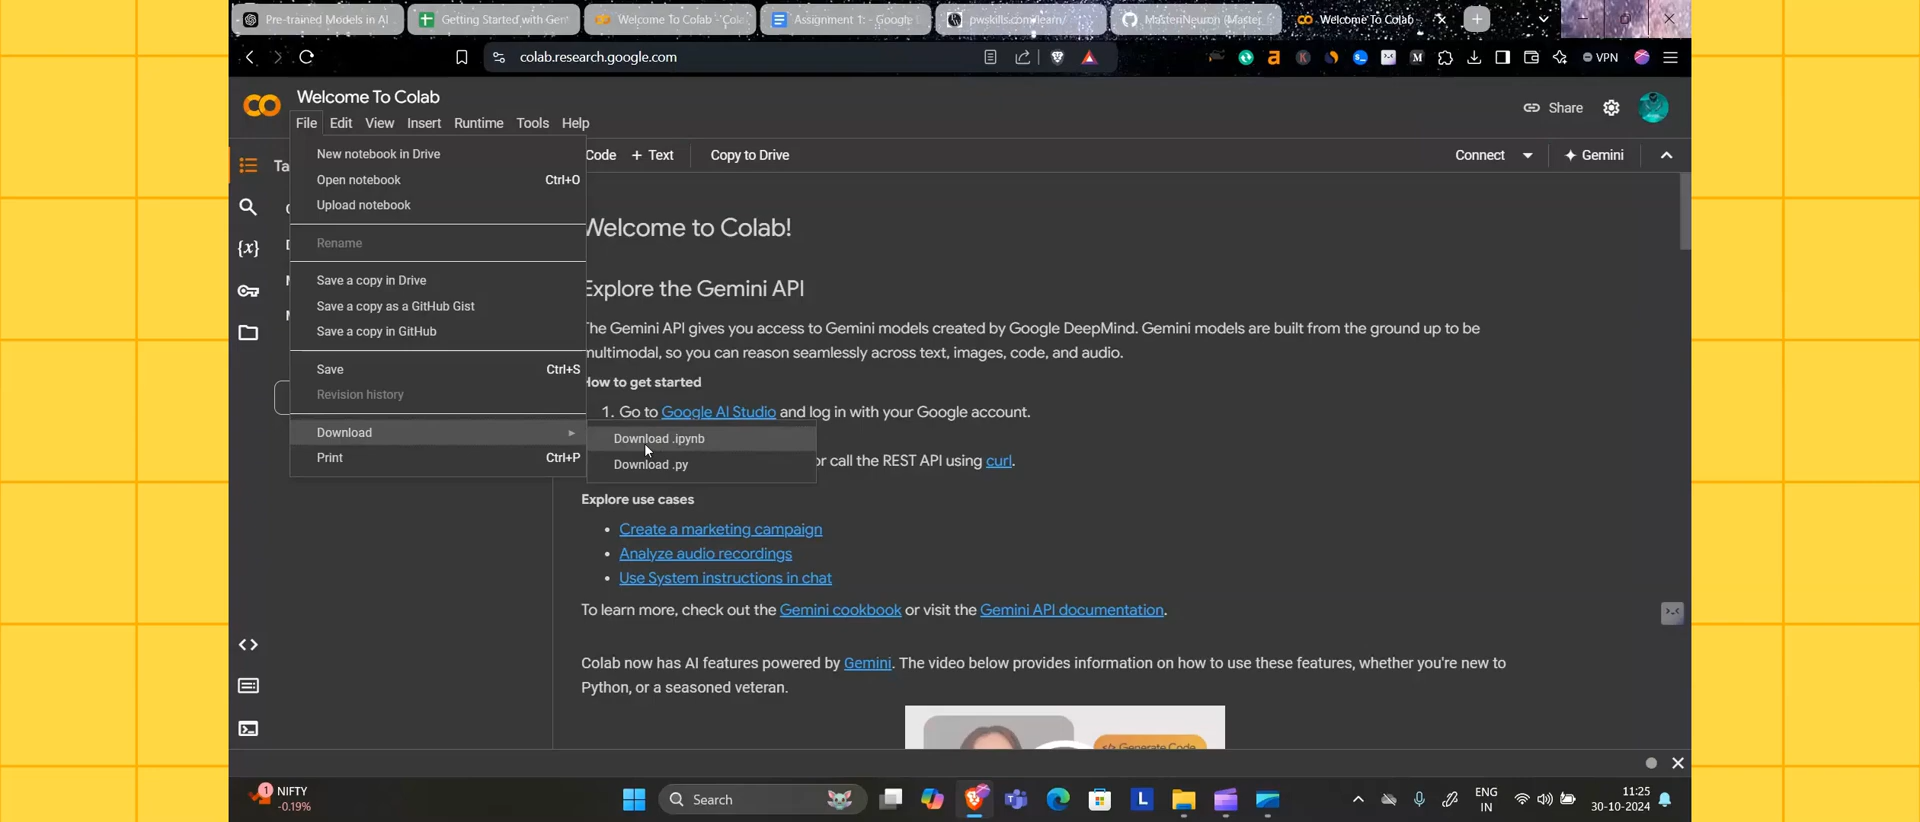 Pre-trained Models in AI
Getting Started with Gem
Welcome To Colab - Cola
Assignment 1: - Google D
pwskills.com/learn/
MasterNeuron (Master_
Welcome To Colab
colab.research.google.com
VPN
Welcome To Colab
Share
File Edit View Insert Runtime Tools Help
New notebook in Drive
Ta
Code + Text Copy to Drive
Connect
Gemini
Open notebook Ctrl+O
Upload notebook
Rename
Save a copy in Drive
Save a copy as a GitHub Gist
Save a copy in GitHub
Save Ctrl+S
Revision history
Download
Print Ctrl+P
Download .ipynb
Download .py
Welcome to Colab!
Explore the Gemini API
The Gemini API gives you access to Gemini models created by Google DeepMind. Gemini models are built from the ground up to be
multimodal, so you can reason seamlessly across text, images, code, and audio.
How to get started
1. Go to Google AI Studio and log in with your Google account.
or call the REST API using curl.
Explore use cases
• Create a marketing campaign
• Analyze audio recordings
• Use System instructions in chat
To learn more, check out the Gemini cookbook or visit the Gemini API documentation.
Colab now has AI features powered by Gemini. The video below provides information on how to use these features, whether you're new to
Python, or a seasoned veteran.
</> Generate Code
1
NIFTY
-0.19%
Search
ENG
IN
11:25
30-10-2024